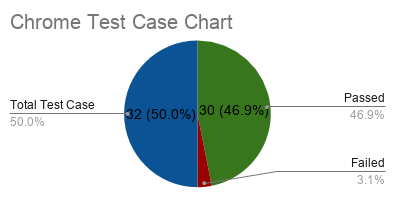 Chrome Test Case Chart
Total Test Case
50.0%
32 (50.0%)
30 (46.9%)
Passed
46.9%
Failed
3.1%